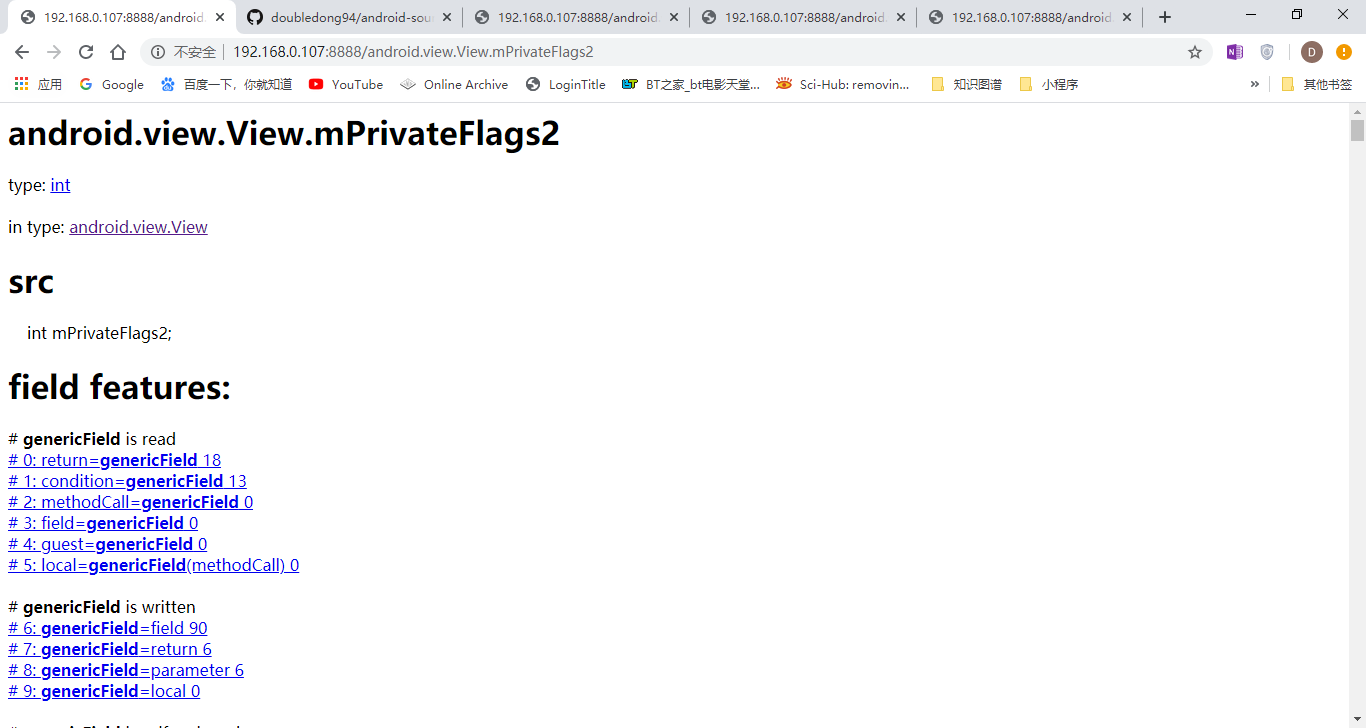 192.168.0.107:8888/android. doubledong94/android-sou 192.168.0.107:8888/android. 192.168.0.107:8888/android. 192.168.0.107:8888/android.
不安全 192.168.0.107:8888/android.view.View.mPrivateFlags2 D
应用 Google 百度一下，你就知道 YouTube Online Archive LoginTitle BT之家_bt电影天堂... Sci-Hub: removin... 知识图谱 小程序 » 其他书签
android.view.View.mPrivateFlags2
type: int
in type: android.view.View
src
int mPrivateFlags2;
field features:
# genericField is read
# 0: return=genericField 18
# 1: condition=genericField 13
# 2: methodCall=genericField 0
# 3: field=genericField 0
# 4: guest=genericField 0
# 5: local=genericField(methodCall) 0
# genericField is written
# 6: genericField=field 90
# 7: genericField=return 6
# 8: genericField=parameter 6
# 9: genericField=local 0